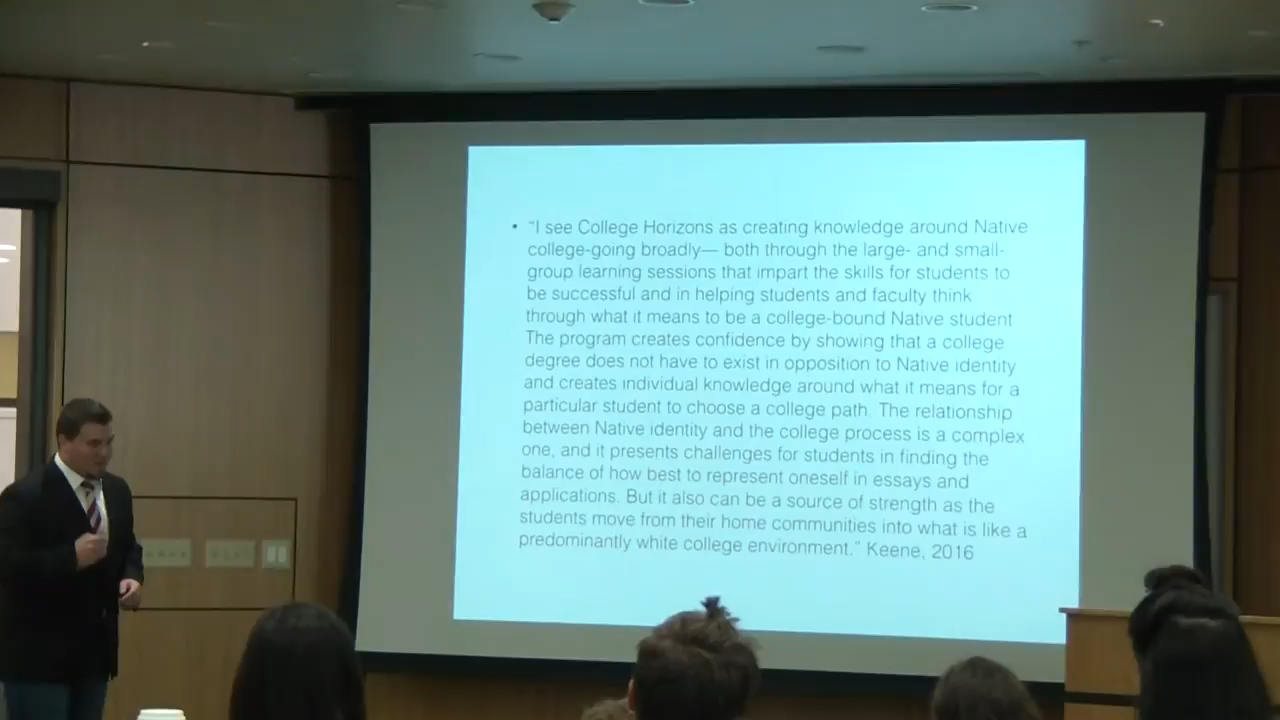 • “I see College Horizons as creating knowledge around Native
college-going broadly— both through the large- and small-
group learning sessions that impart the skills for students to
be successful and in helping students and faculty think
through what it means to be a college-bound Native student
The program creates confidence by showing that a college
degree does not have to exist in opposition to Native identity
and creates individual knowledge around what it means for a
particular student to choose a college path. The relationship
between Native identity and the college process is a complex
one, and it presents challenges for students in finding the
balance of how best to represent oneself in essays and
applications. But it also can be a source of strength as the
students move from their home communities into what is like a
predominantly white college environment.” Keene, 2016